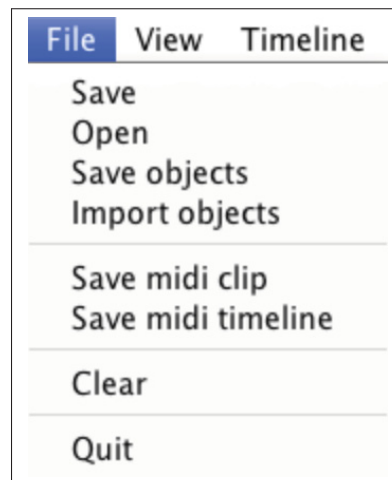 File View Timeline
Save
Open
Save objects
Import objects
Save midi clip
Save midi timeline
Clear
Quit